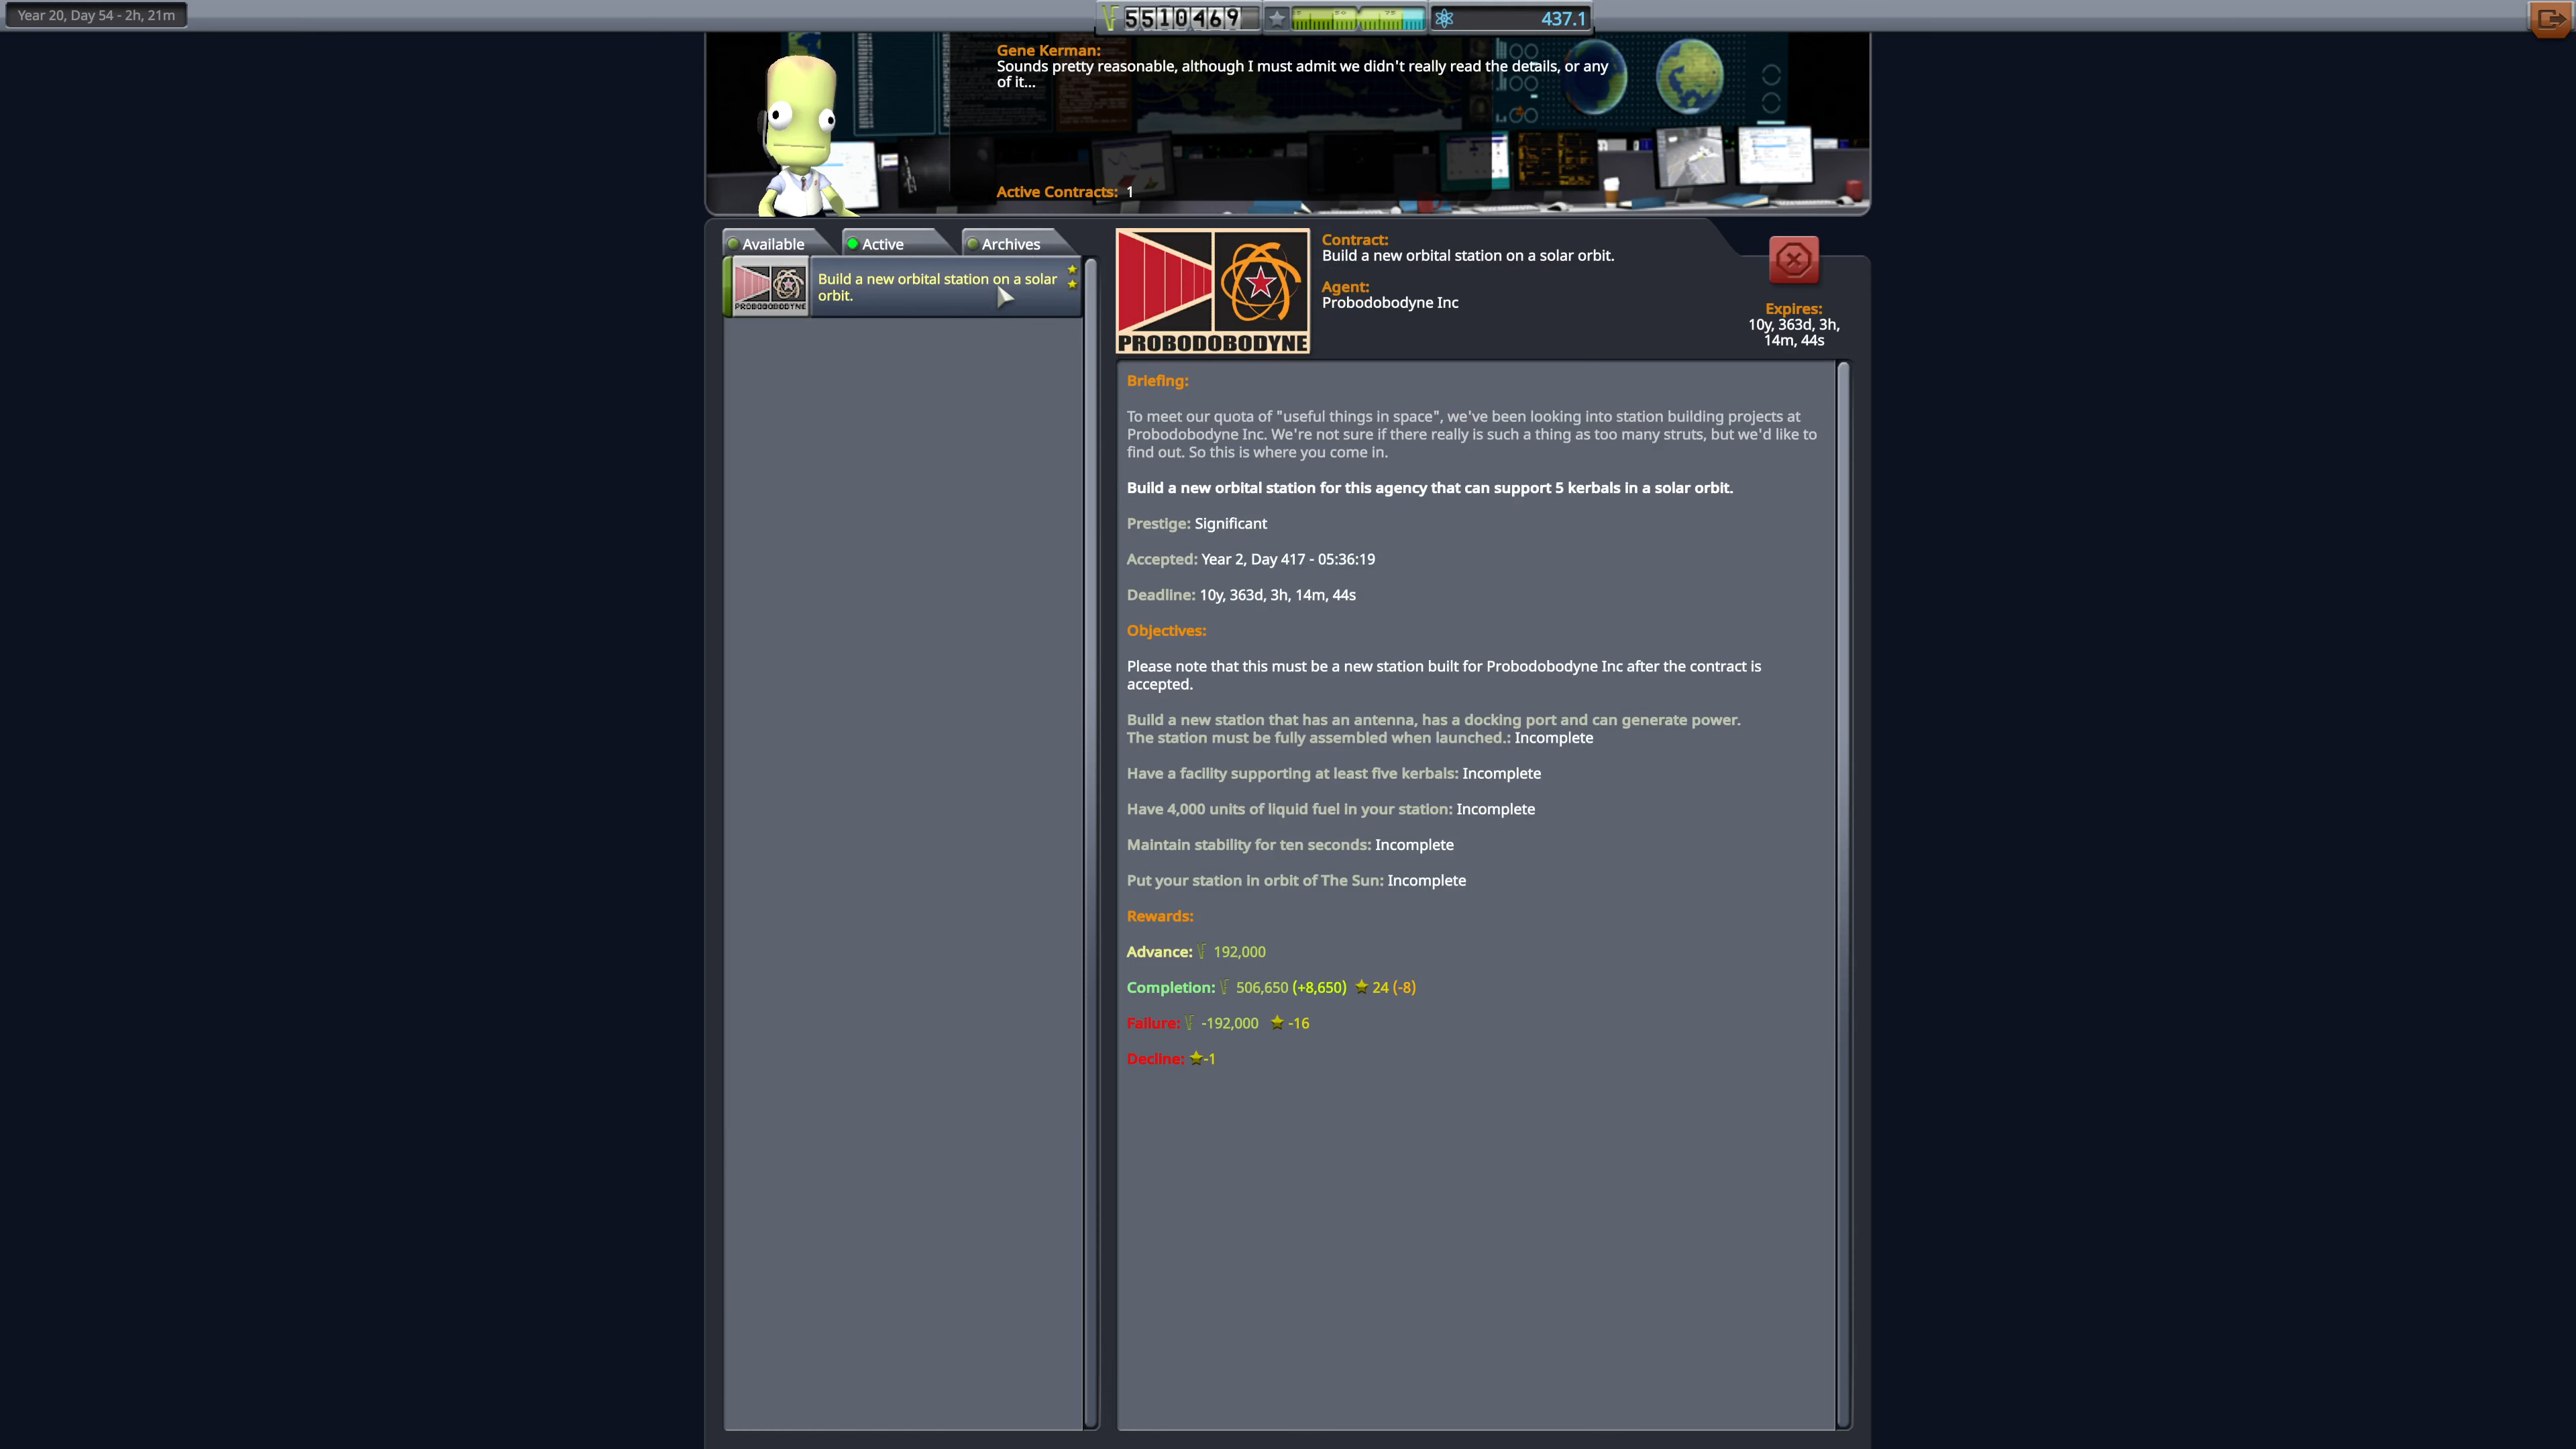 Year 20, Day 54 - 2h, 21m
5510469
437.1
Gene Kerman:
Sounds pretty reasonable, although I must admit we didn't really read the details, or any
of it...
Active Contracts: 1
Available
Active
Archives
PROBODOBODYNE
Build a new orbital station on a solar
orbit.
PROBODOBODYNE
Contract:
Build a new orbital station on a solar orbit.
Agent:
Probodobodyne Inc
Expires:
10y, 363d, 3h,
14m, 44s
Briefing:
To meet our quota of "useful things in space", we've been looking into station building projects at
Probodobodyne Inc. We're not sure if there really is such a thing as too many struts, but we'd like to
find out. So this is where you come in.
Build a new orbital station for this agency that can support 5 kerbals in a solar orbit.
Prestige: Significant
Accepted: Year 2, Day 417 - 05:36:19
Deadline: 10y, 363d, 3h, 14m, 44s
Objectives:
Please note that this must be a new station built for Probodobodyne Inc after the contract is
accepted.
Build a new station that has an antenna, has a docking port and can generate power.
The station must be fully assembled when launched.: Incomplete
Have a facility supporting at least five kerbals: Incomplete
Have 4,000 units of liquid fuel in your station: Incomplete
Maintain stability for ten seconds: Incomplete
Put your station in orbit of The Sun: Incomplete
Rewards:
Advance: 192,000
Completion: 506,650 (+8,650) 24 (-8)
Failure: -192,000 -16
Decline: -1